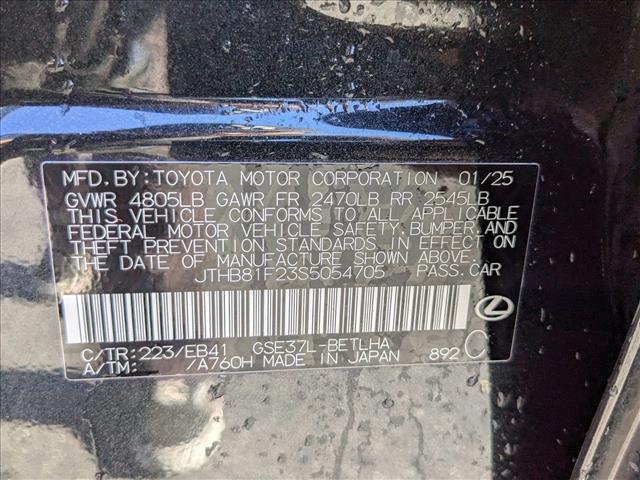 MFD. BY: TOYOTA MOTOR CORPORATION 01/25
GVWR 4805LB GAWR FR 2470LB RR 2545LB
THIS VEHICLE CONFORMS TO ALL APPLICABLE
FEDERAL MOTOR VEHICLE SAFETY, BUMPER, AND
THEFT PREVENTION STANDARDS IN EFFECT ON
THE DATE OF MANUFACTURE SHOWN ABOVE.
JTHB81F23S5054705 PASS. CAR
C/TR: 223/EB41 GSE37L-BETLHA
A/TM: /A760H MADE IN JAPAN 892 C